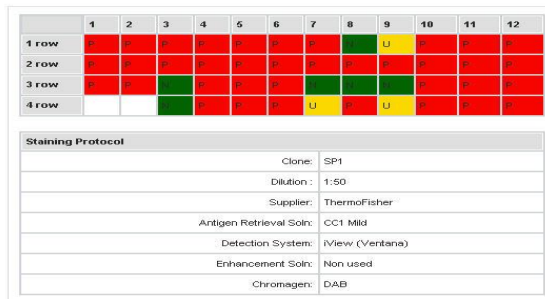 1 2 3 4 5 6 7 8 9 10 11 12
1 row P P P P P P P N U P P P
2 row P P P P P P P P P P P P
3 row P P N P P P N N N P P P
4 row N P P P U P U P P P
Staining Protocol
Clone: SP1
Dilution : 1:50
Supplier: ThermoFisher
Antigen Retrieval Soln: CC1 Mild
Detection System: iView (Ventana)
Enhancement Soln: Non used
Chromagen: DAB